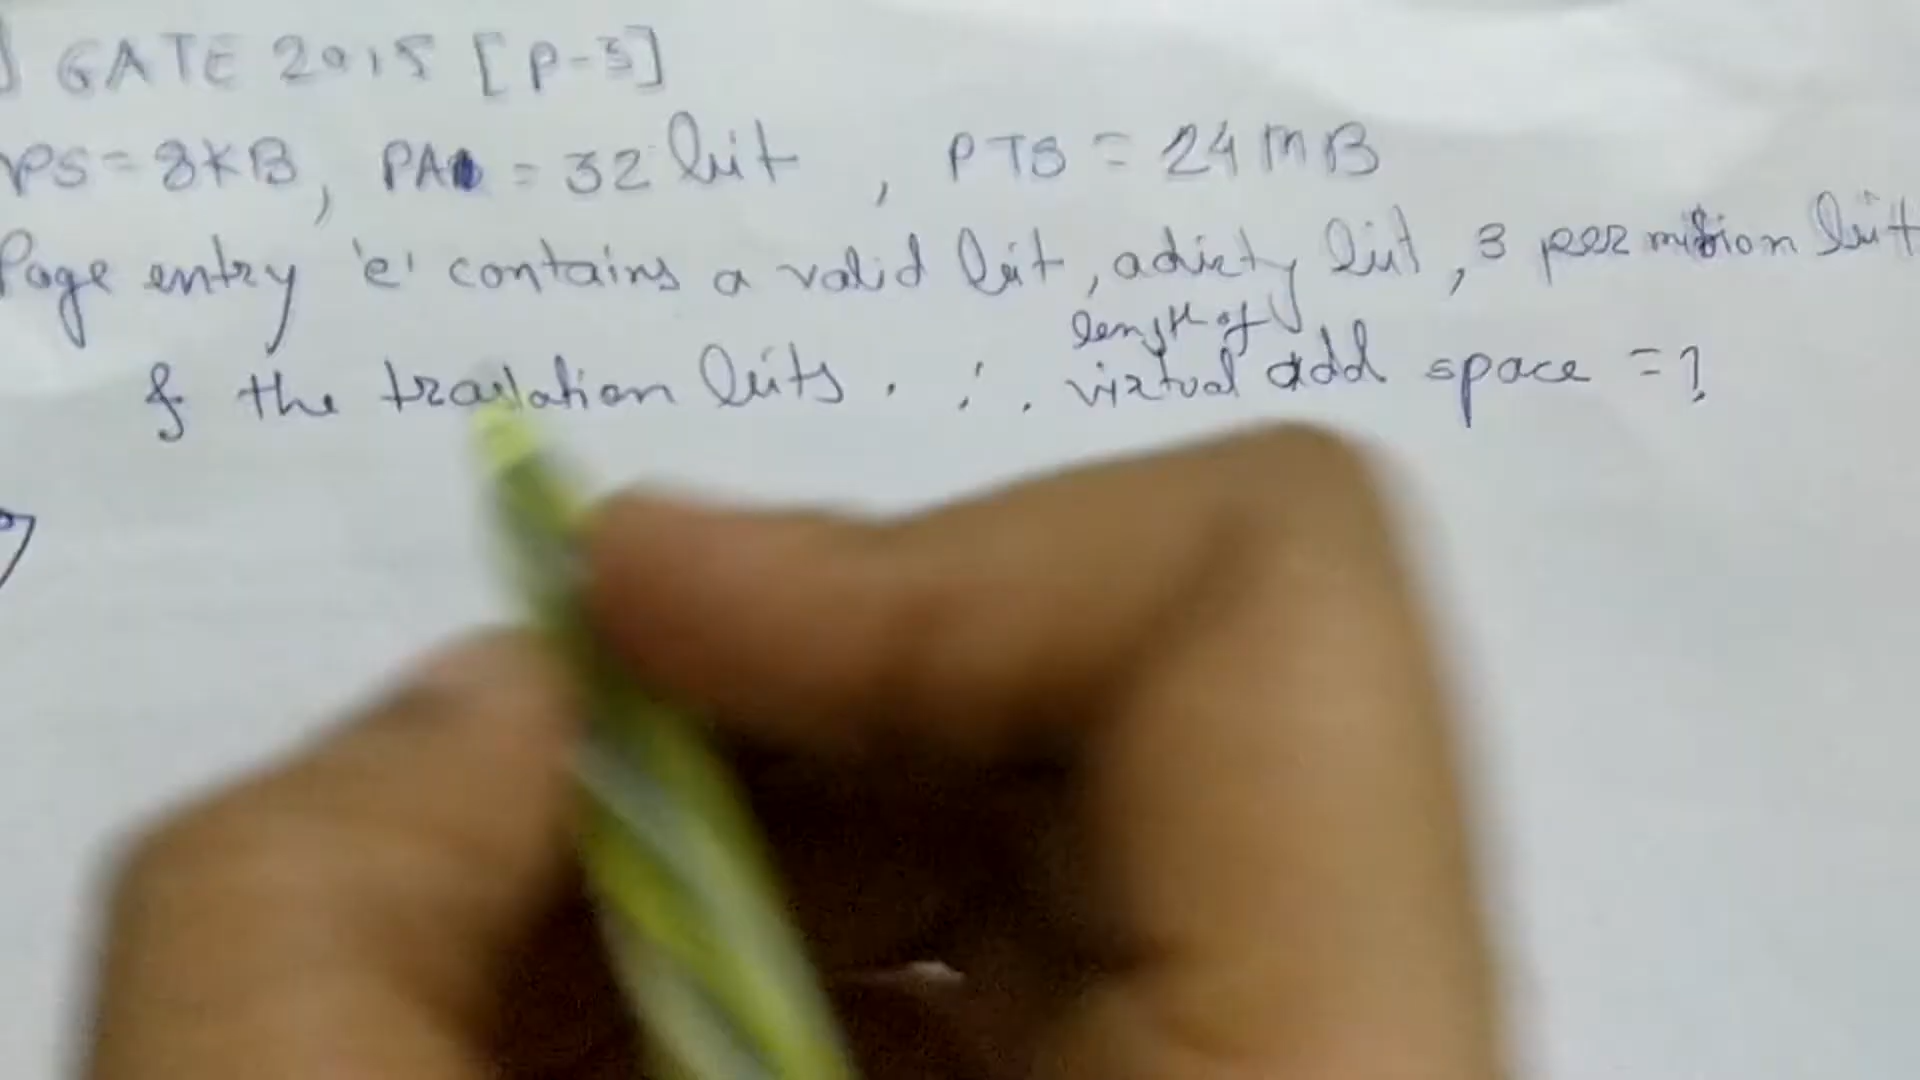 ] GATE 2015 [P-3]
PS = 8KB, PA = 32 bit, PTS = 24 MB
Page entry 'e' contains a valid bit, a dirty bit, 3 permission bit
& the translation bits. ∴ length of virtual add space = ?